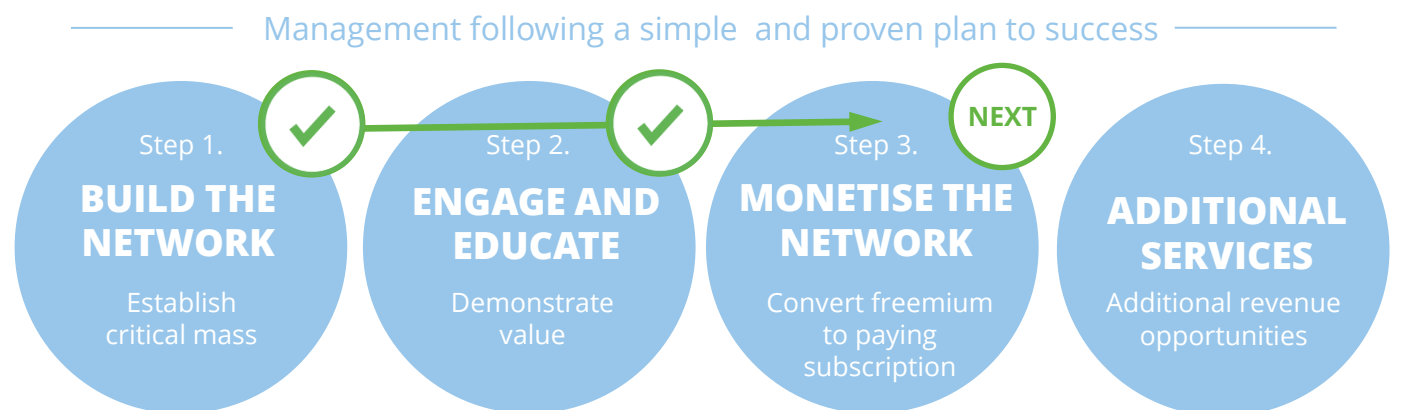 Management following a simple and proven plan to success
Step 1.
BUILD THE
NETWORK
Establish
critical mass
Step 2.
ENGAGE AND
EDUCATE
Demonstrate
value
Step 3.
MONETISE THE
NETWORK
Convert freemium
to paying
subscription
NEXT
Step 4.
ADDITIONAL
SERVICES
Additional revenue
opportunities